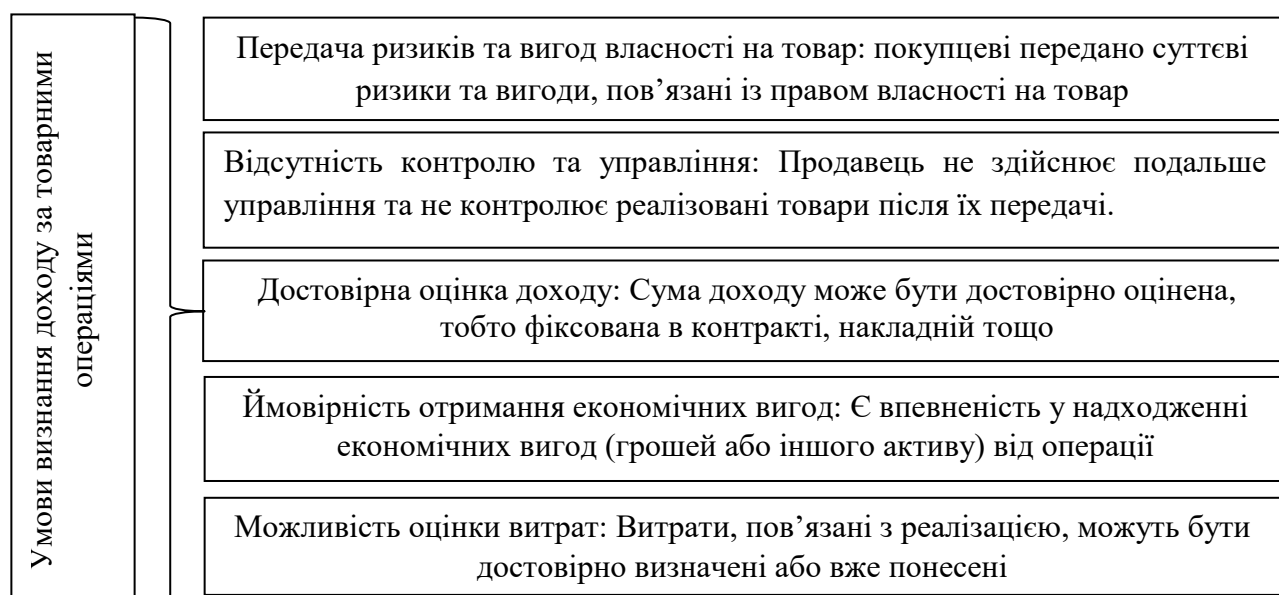 Умови визнання доходу за товарними
операціями
Передача ризиків та вигод власності на товар: покупцеві передано суттєві
ризики та вигоди, пов’язані із правом власності на товар
Відсутність контролю та управління: Продавець не здійснює подальше
управління та не контролює реалізовані товари після їх передачі.
Достовірна оцінка доходу: Сума доходу може бути достовірно оцінена,
тобто фіксована в контракті, накладній тощо
Ймовірність отримання економічних вигод: Є впевненість у надходженні
економічних вигод (грошей або іншого активу) від операції
Можливість оцінки витрат: Витрати, пов’язані з реалізацією, можуть бути
достовірно визначені або вже понесені